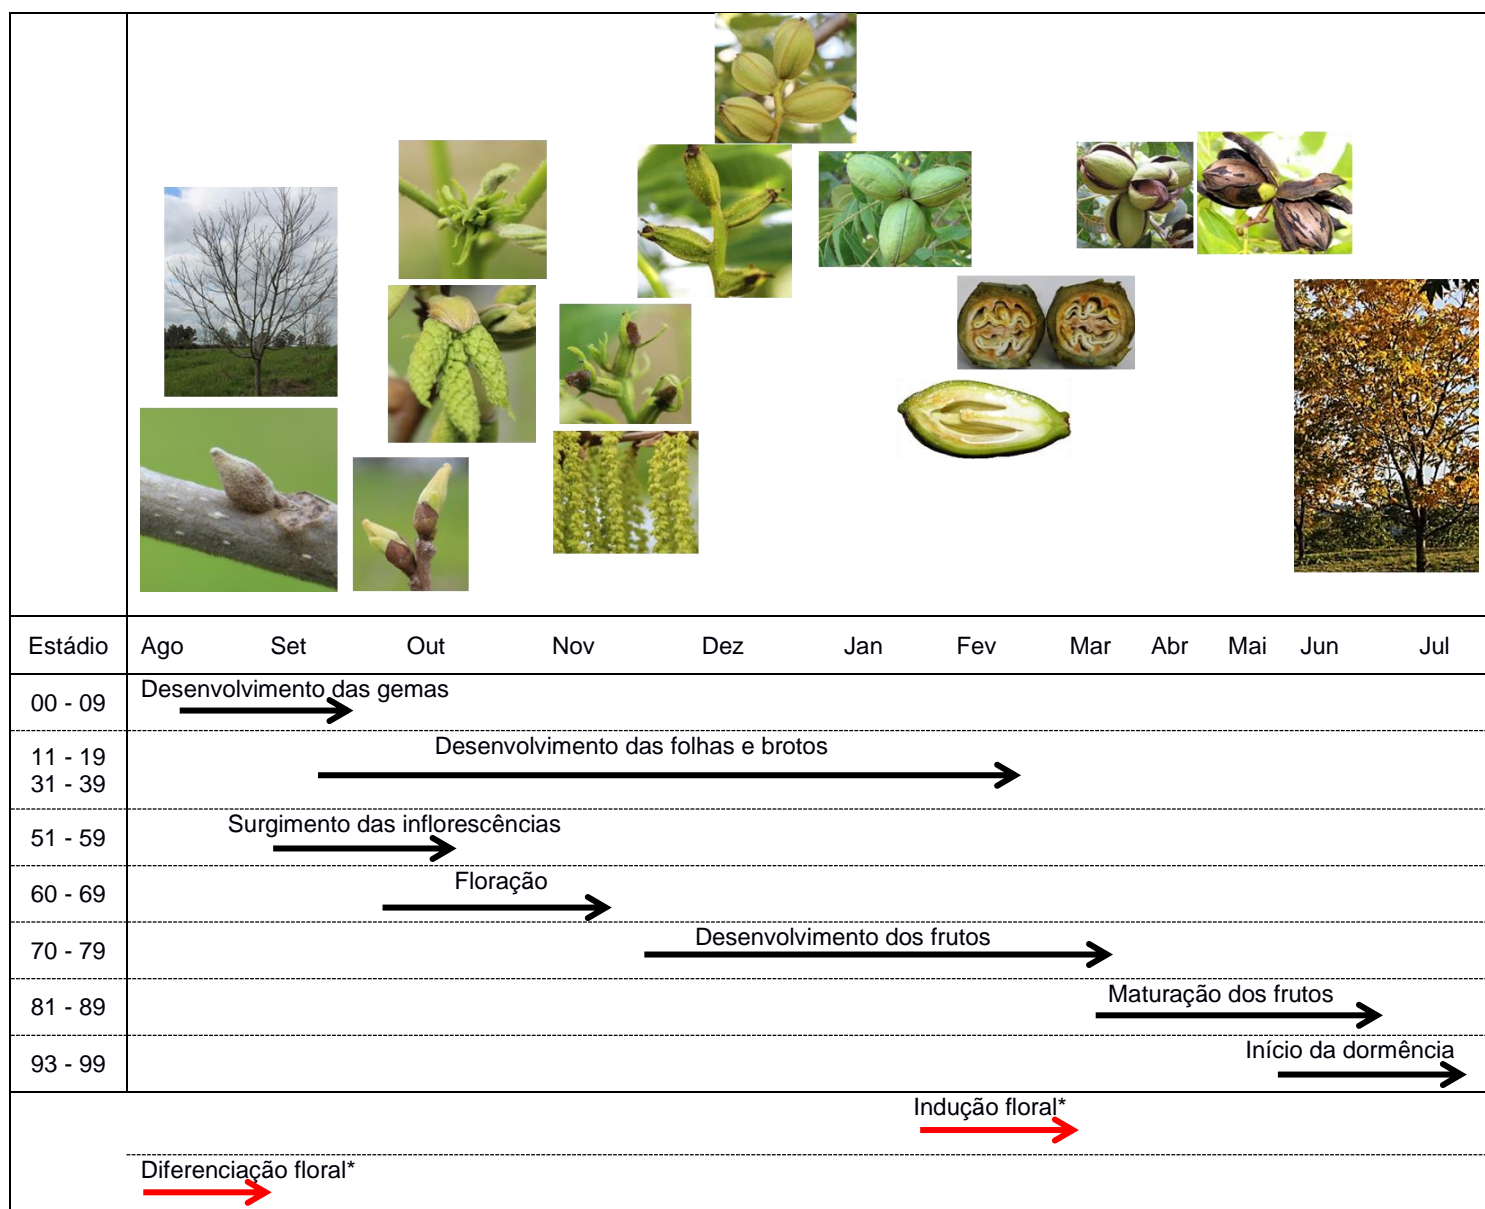 Estádio Ago Set Out Nov Dez Jan Fev Mar Abr Mai Jun Jul
00 - 09
Desenvolvimento das gemas
11 - 19
31 - 39
Desenvolvimento das folhas e brotos
51 - 59
Surgimento das inflorescências
60 - 69
Floração
70 - 79
Desenvolvimento dos frutos
81 - 89
Maturação dos frutos
93 - 99
Início da dormência
Indução floral*
Diferenciação floral*